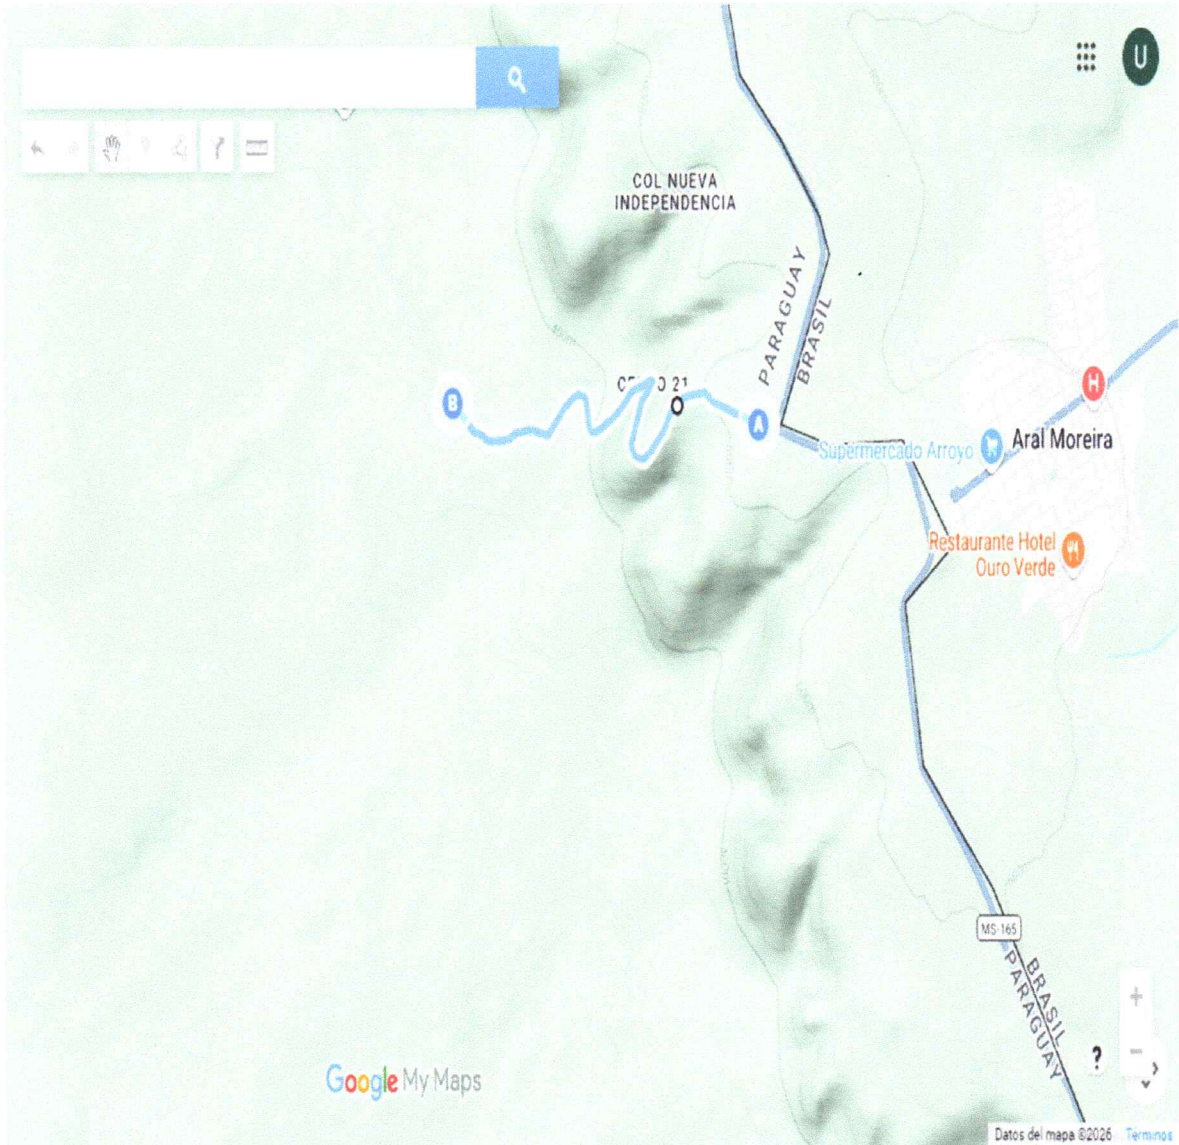 U
COL NUEVA
INDEPENDENCIA
PARAGUAY
BRASIL
21
B
A
H
Supermercado Arroyo
Aral Moreira
Restaurante Hotel
Ouro Verde
MS-165
BRASIL
PARAGUAY
+
?
−
Google My Maps
Datos del mapa ©2026 Términos